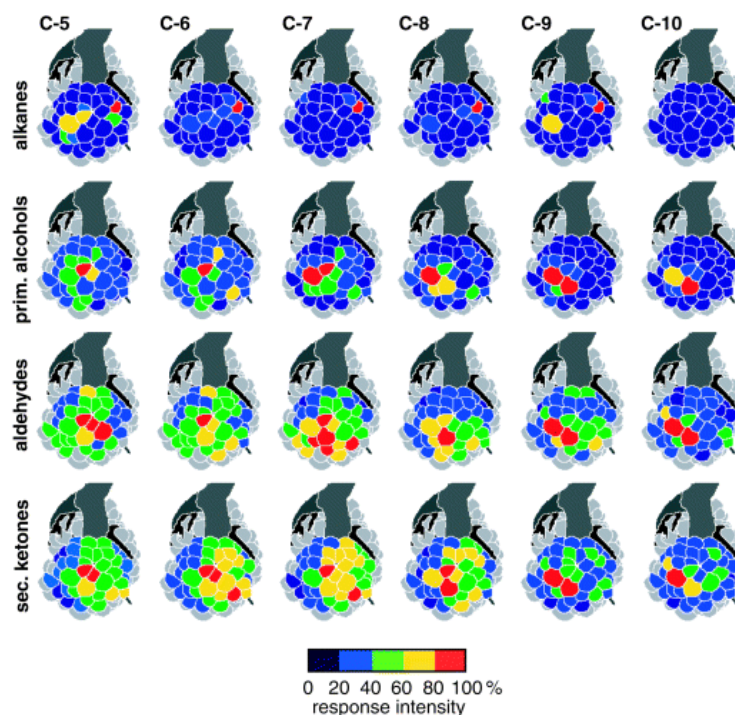 C-5 C-6 C-7 C-8 C-9 C-10
alkanes
prim. alcohols
aldehydes
sec. ketones
0 20 40 60 80 100 %
response intensity